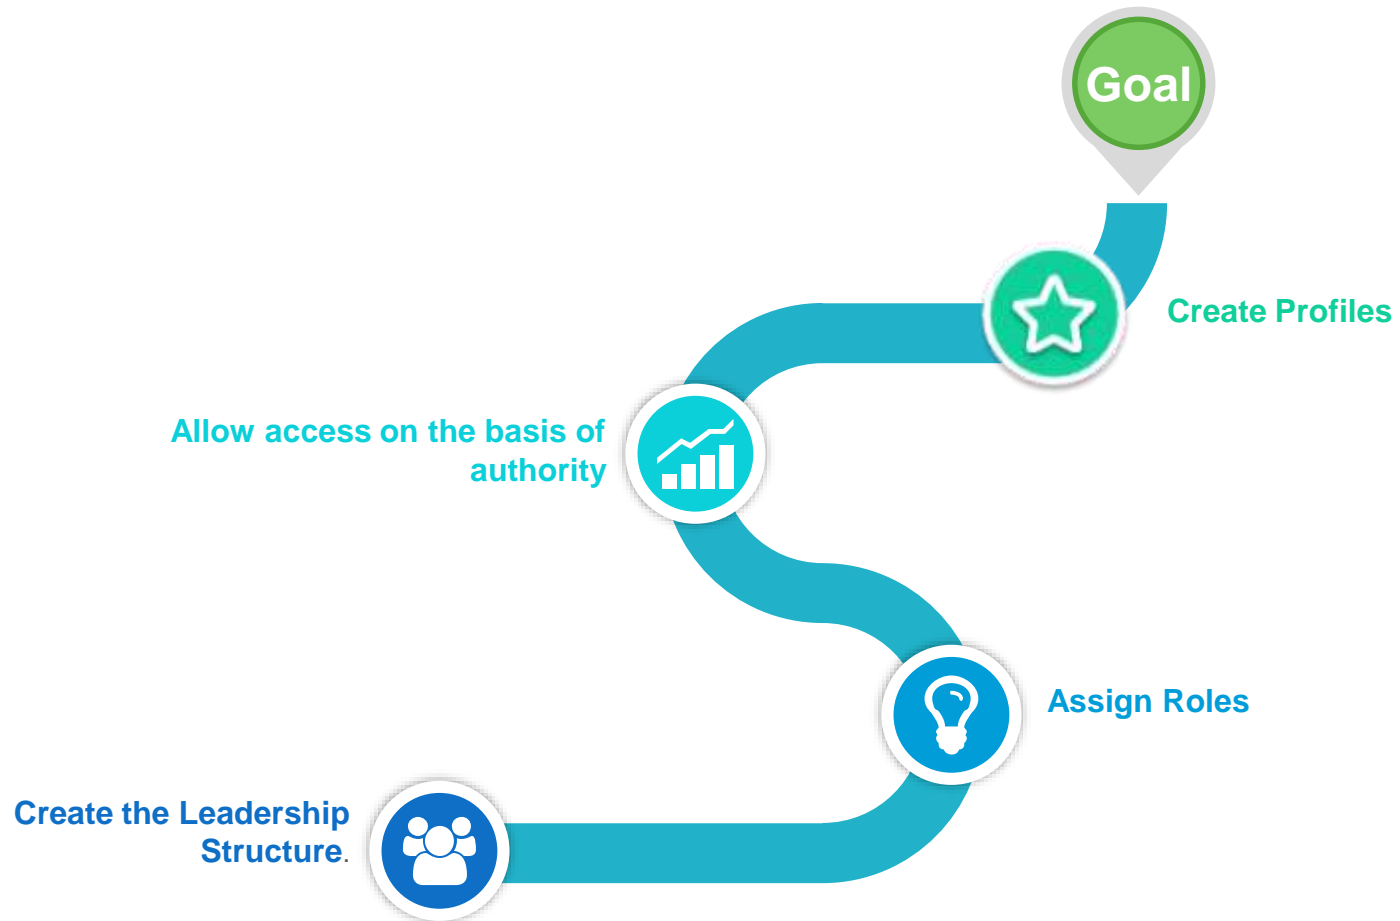 Goal
Create Profiles
Allow access on the basis of
authority
Assign Roles
Create the Leadership
Structure.